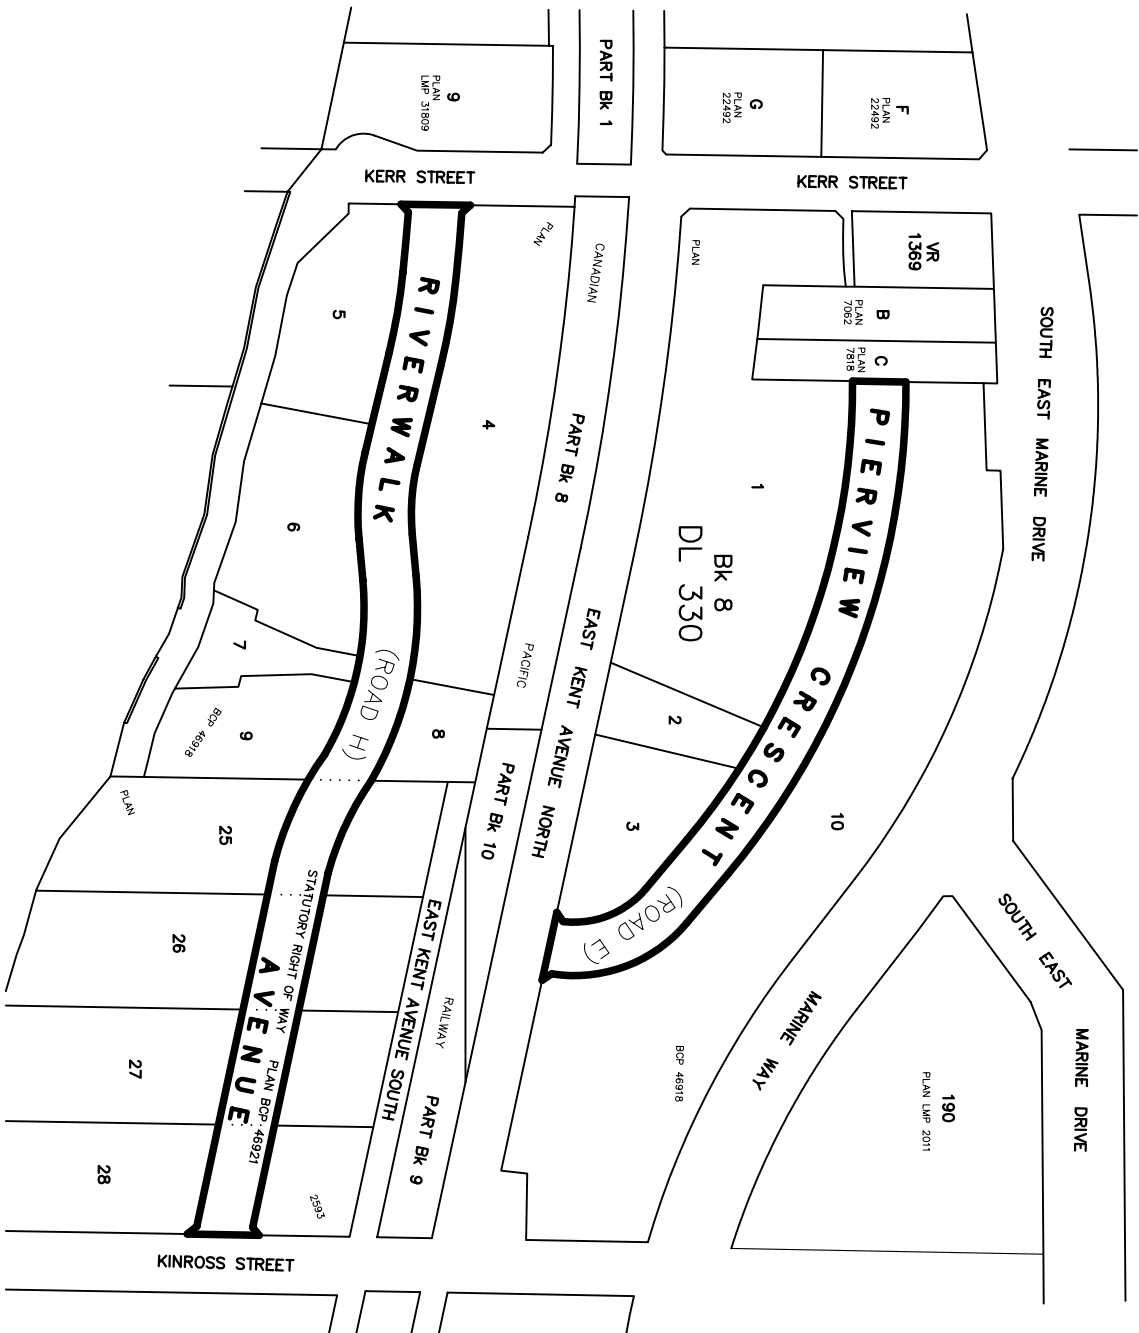 PART Bk 1
9
PLAN
LMP 31809
G
PLAN
22492
F
PLAN
22492
KERR STREET
KERR STREET
PLAN
CANADIAN
PLAN
VR
1369
B
PLAN
7062
C
PLAN
7818
SOUTH EAST MARINE DRIVE
5
RIVERWALK
4
PART Bk 8
1
PIERVIEW CRESCENT
Bk 8
DL 330
6
EAST KENT AVENUE NORTH
7
(ROAD H)
PACIFIC
2
8
9
BCP 46918
PART Bk 10
3
10
PLAN
25
STATUTORY RIGHT OF WAY PLAN BCP 46921
EAST KENT AVENUE SOUTH
(ROAD E)
SOUTH EAST
MARINE DRIVE
26
AVENUE
RAILWAY
MARINE WAY
27
PART Bk 9
BCP 46918
190
PLAN LMP 2011
28
2593
KINROSS STREET